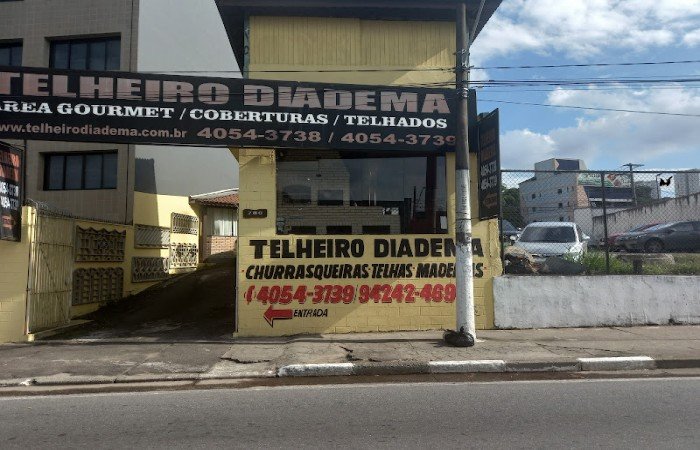 TELHEIRO DIADEMA
AREA GOURMET / COBERTURAS / TELHADOS
www.telheirodiadema.com.br 4054-3738 / 4054-3739
280
TELHEIRO DIADEMA
CHURRASQUEIRAS TELHAS MADEIRAS
4054-3739 94242-469
ENTRADA